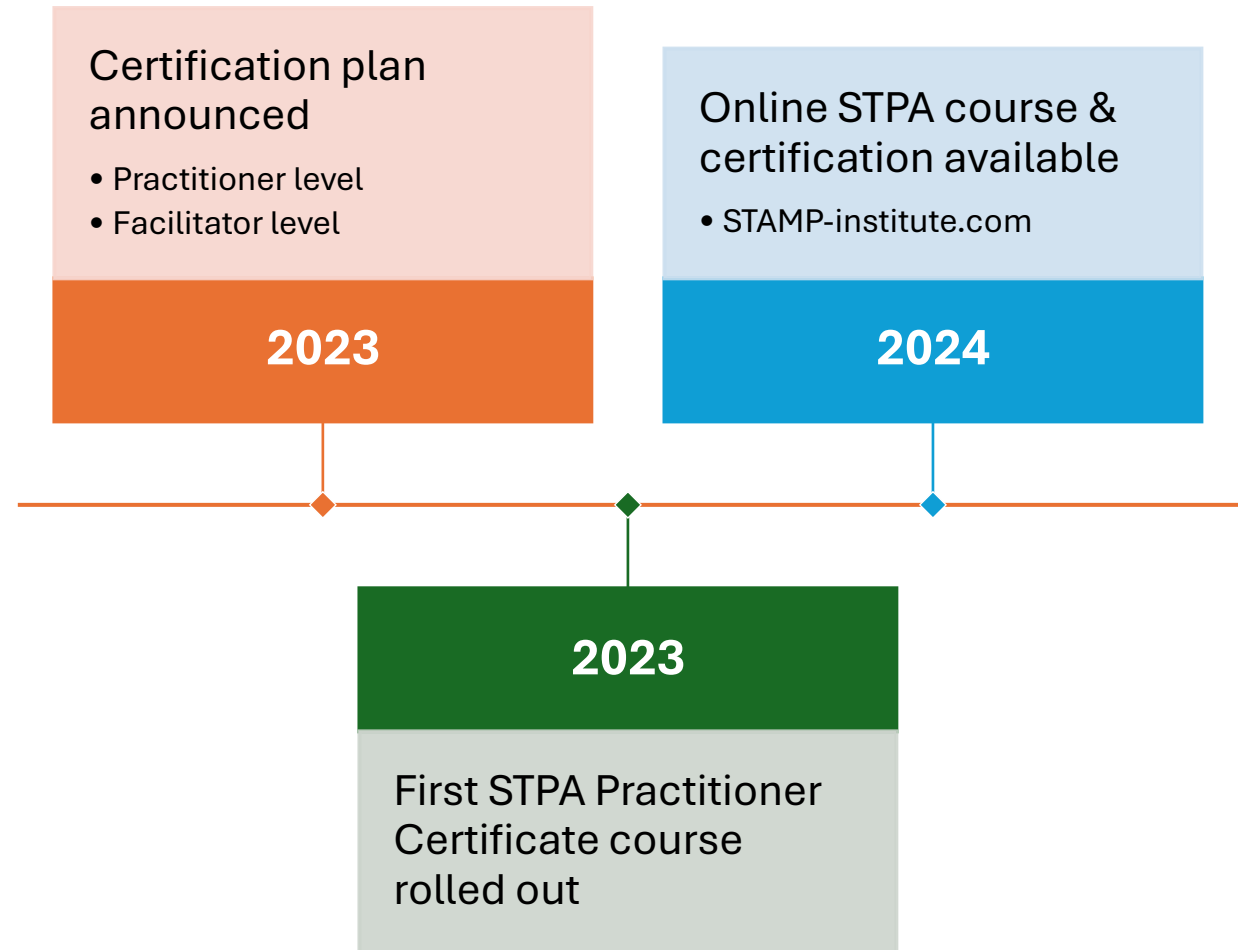 Certification plan
announced
• Practitioner level
• Facilitator level
2023
Online STPA course &
certification available
• STAMP-institute.com
2024
2023
First STPA Practitioner
Certificate course
rolled out